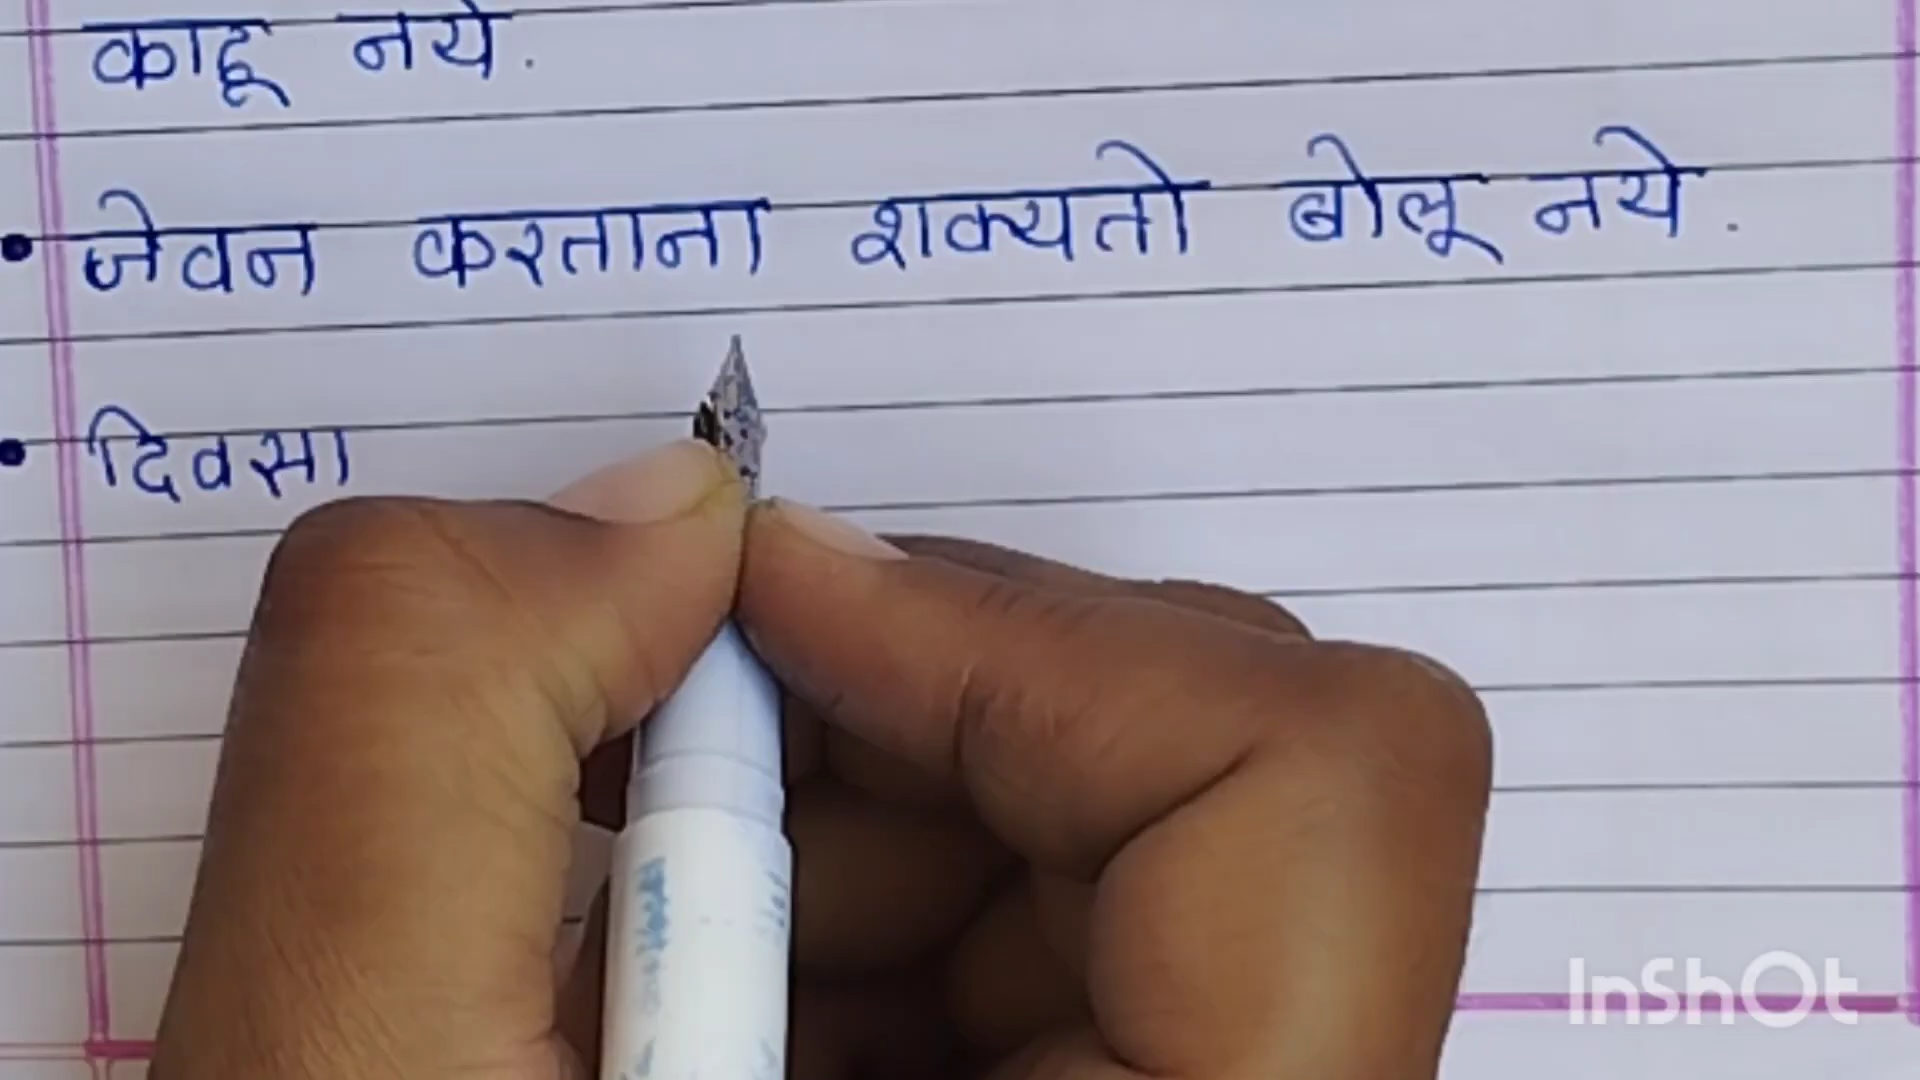 काहू नये.
• जेवन करताना शक्यतो बोलू नये.
• दिवसा
InShOt